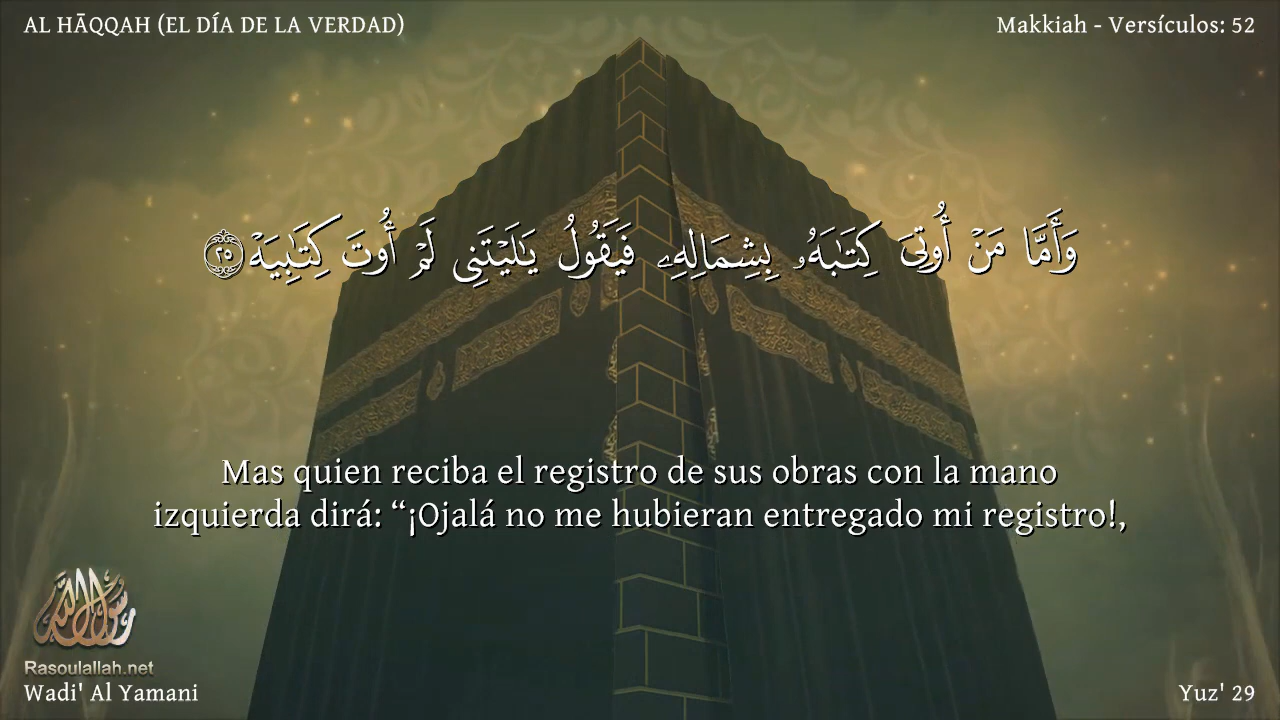 AL HĀQQAH (EL DÍA DE LA VERDAD)
Makkiah - Versículos: 52
وَأَمَّا مَنْ أُوتِىَ كِتَـٰبَهُۥ بِشِمَالِهِۦ فَيَقُولُ يَـٰلَيْتَنِى لَمْ أُوتَ كِتَـٰبِيَهْ ٢٥
Mas quien reciba el registro de sus obras con la mano
izquierda dirá: “¡Ojalá no me hubieran entregado mi registro!,
رسول الله
Rasoulallah.net
Wadi' Al Yamani
Yuz' 29